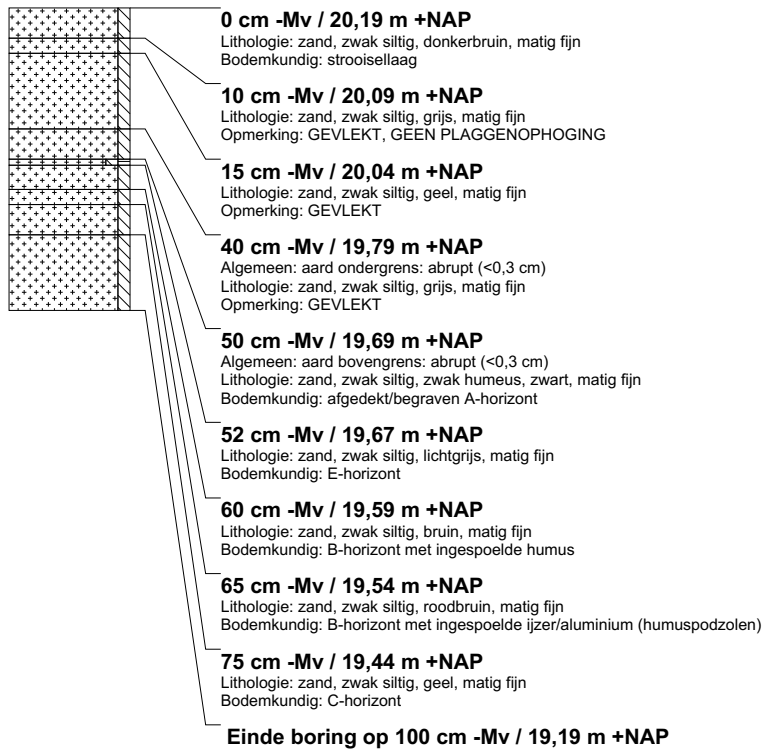 0 cm -Mv / 20,19 m +NAP
Lithologie: zand, zwak siltig, donkerbruin, matig fijn
Bodemkundig: strooisellaag
10 cm -Mv / 20,09 m +NAP
Lithologie: zand, zwak siltig, grijs, matig fijn
Opmerking: GEVLEKT, GEEN PLAGGENOPHOGING
15 cm -Mv / 20,04 m +NAP
Lithologie: zand, zwak siltig, geel, matig fijn
Opmerking: GEVLEKT
40 cm -Mv / 19,79 m +NAP
Algemeen: aard ondergrens: abrupt (<0,3 cm)
Lithologie: zand, zwak siltig, grijs, matig fijn
Opmerking: GEVLEKT
50 cm -Mv / 19,69 m +NAP
Algemeen: aard bovengrens: abrupt (<0,3 cm)
Lithologie: zand, zwak siltig, zwak humeus, zwart, matig fijn
Bodemkundig: afgedekt/begraven A-horizont
52 cm -Mv / 19,67 m +NAP
Lithologie: zand, zwak siltig, lichtgrijs, matig fijn
Bodemkundig: E-horizont
60 cm -Mv / 19,59 m +NAP
Lithologie: zand, zwak siltig, bruin, matig fijn
Bodemkundig: B-horizont met ingespoelde humus
65 cm -Mv / 19,54 m +NAP
Lithologie: zand, zwak siltig, roodbruin, matig fijn
Bodemkundig: B-horizont met ingespoelde ijzer/aluminium (humuspodzolen)
75 cm -Mv / 19,44 m +NAP
Lithologie: zand, zwak siltig, geel, matig fijn
Bodemkundig: C-horizont
Einde boring op 100 cm -Mv / 19,19 m +NAP